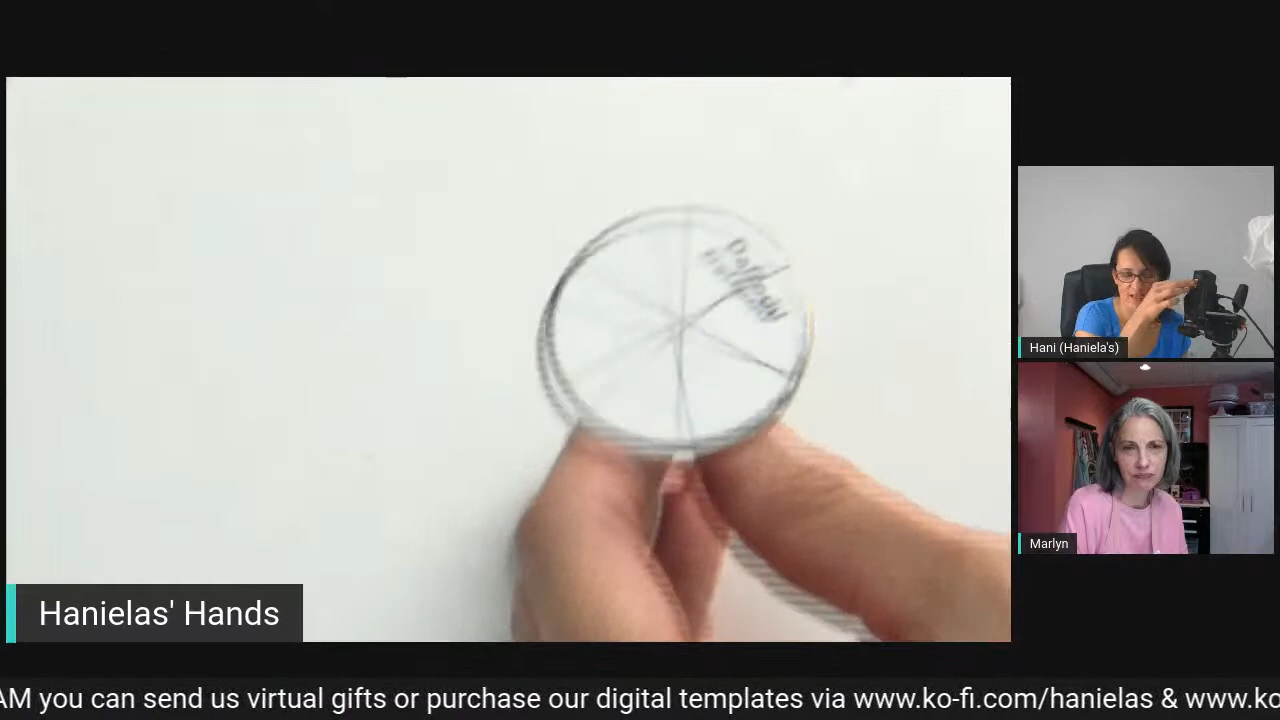 Hani (Haniela's)
Marlyn
Hanielas' Hands
AM you can send us virtual gifts or purchase our digital templates via www.ko-fi.com/hanielas & www.ko